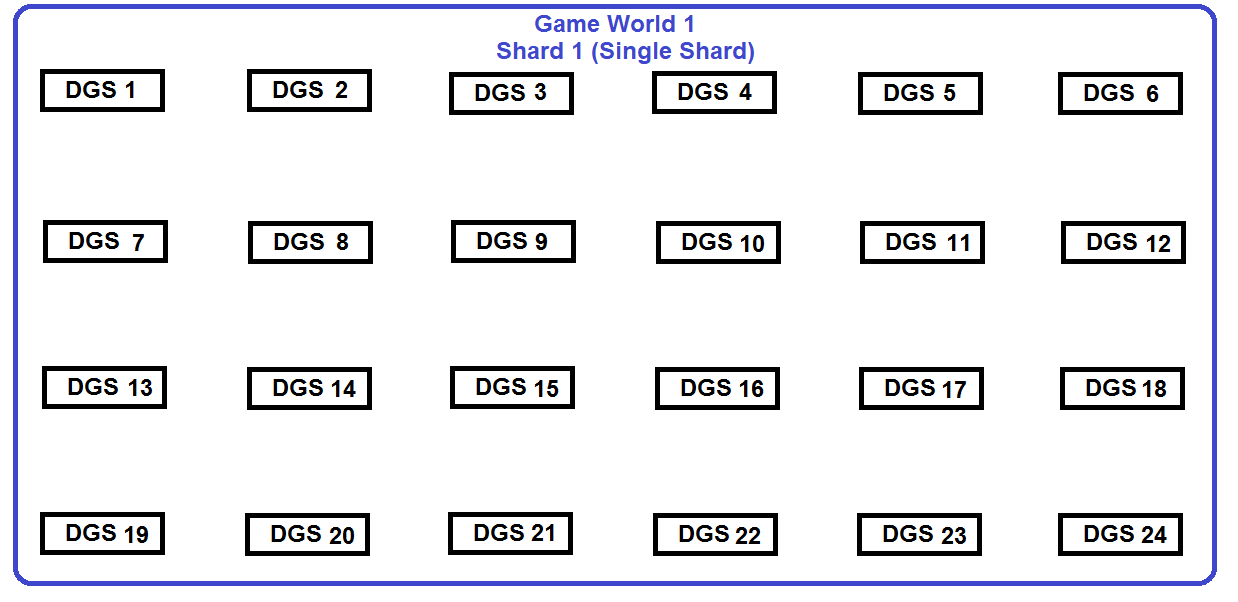 Game World 1
Shard 1 (Single Shard)
DGS 1
DGS 2
DGS 3
DGS 4
DGS 5
DGS 6
DGS 7
DGS 8
DGS 9
DGS 10
DGS 11
DGS 12
DGS 13
DGS 14
DGS 15
DGS 16
DGS 17
DGS 18
DGS 19
DGS 20
DGS 21
DGS 22
DGS 23
DGS 24